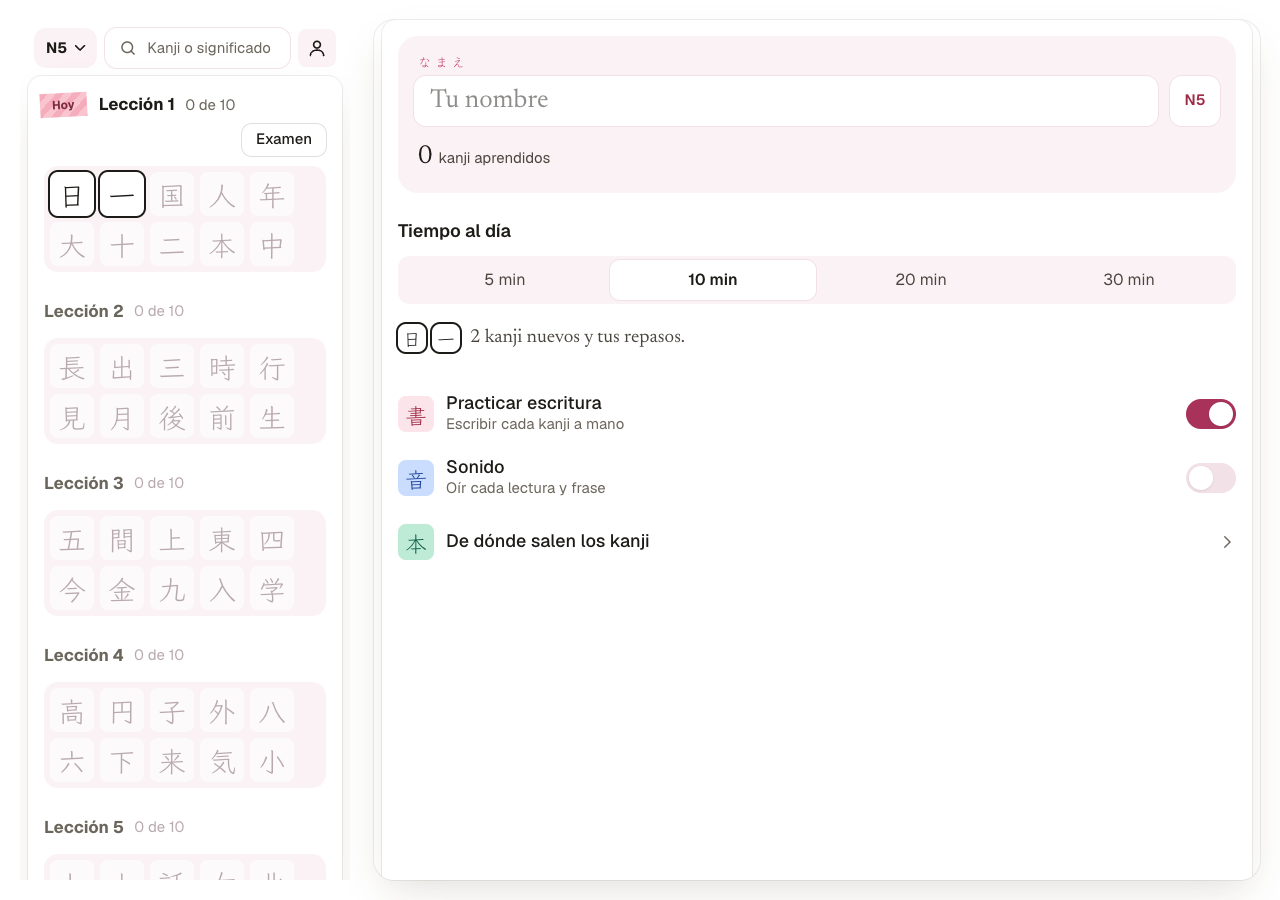 N5
Kanji o significado
Hoy
Lección 1 0 de 10
Examen
日 一 国 人 年
大 十 二 本 中
Lección 2 0 de 10
長 出 三 時 行
見 月 後 前 生
Lección 3 0 de 10
五 間 上 東 四
今 金 九 入 学
Lección 4 0 de 10
高 円 子 外 八
六 下 来 気 小
Lección 5 0 de 10
なまえ
Tu nombre
N5
0 kanji aprendidos
Tiempo al día
5 min 10 min 20 min 30 min
日 一 2 kanji nuevos y tus repasos.
書 Practicar escritura
Escribir cada kanji a mano
音 Sonido
Oír cada lectura y frase
本 De dónde salen los kanji